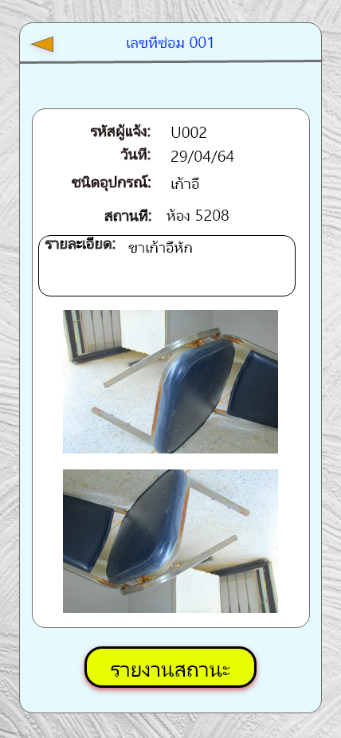 เลขที่ซ่อม 001
รหัสผู้แจ้ง: U002
วันที่: 29/04/64
ชนิดอุปกรณ์: เก้าอี้
สถานที่: ห้อง 5208
รายละเอียด: ขาเก้าอี้หัก
รายงานสถานะ